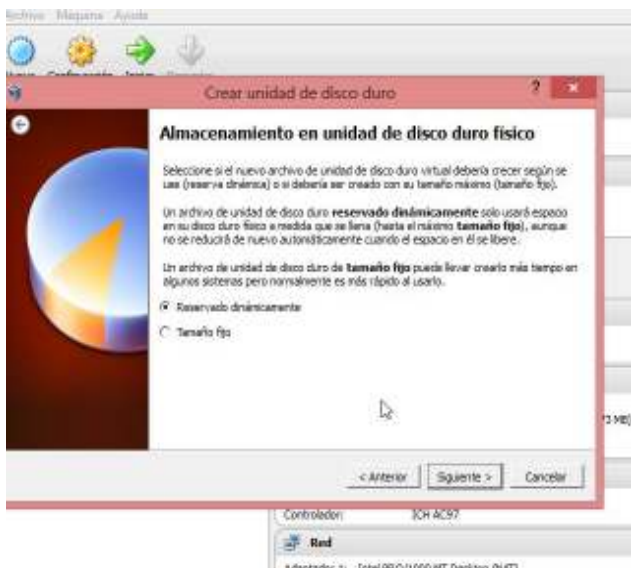 Archivo Máquina Ayuda
Crear unidad de disco duro
?
Almacenamiento en unidad de disco duro físico
Seleccione si el nuevo archivo de unidad de disco duro virtual debería crecer según se
use (reserva dinámica) o si debería ser creado con su tamaño máximo (tamaño fijo).
Un archivo de unidad de disco duro reservado dinámicamente solo usará espacio
en su disco duro físico a medida que se llena (hasta el máximo tamaño fijo), aunque
no se reducirá de nuevo automáticamente cuando el espacio en él se libere.
Un archivo de unidad de disco duro de tamaño fijo puede llevar crearlo más tiempo en
algunos sistemas pero normalmente es más rápido al usarlo.
Reservado dinámicamente
Tamaño fijo
< Anterior Siguiente > Cancelar
Controlador: ICH AC97
Red